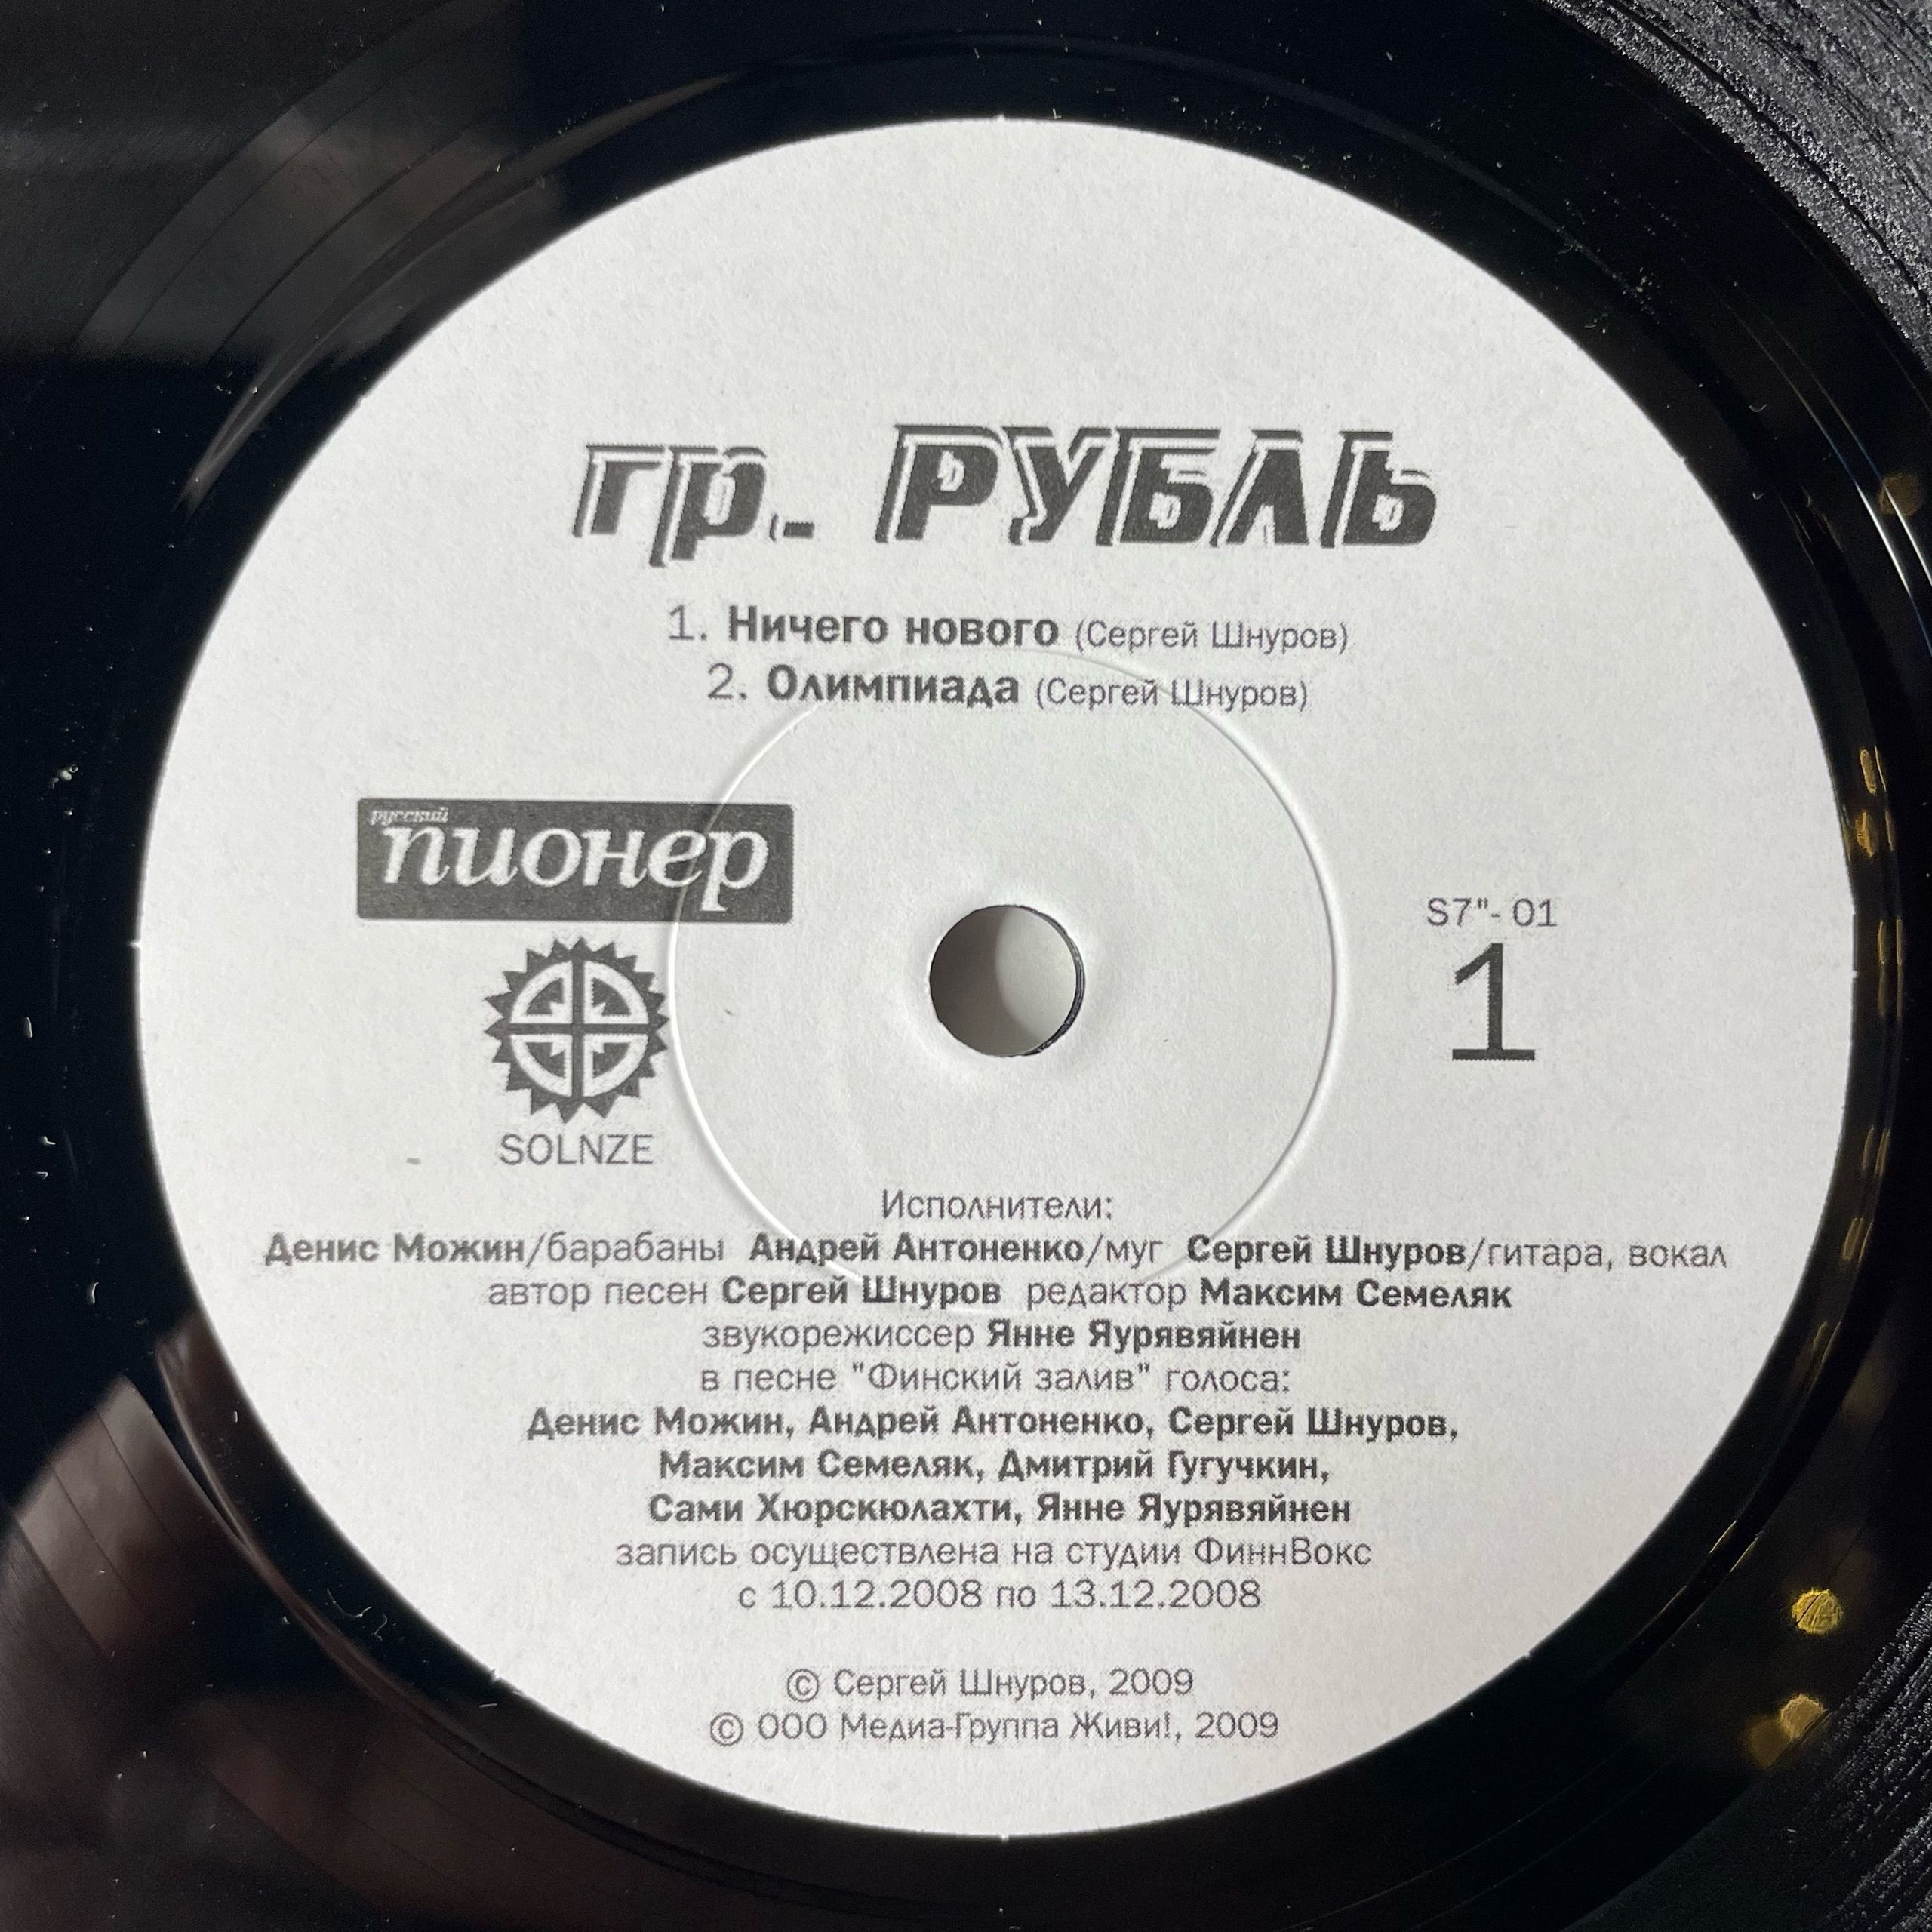 гр. РУБЛЬ
1. Ничего нового (Сергей Шнуров)
2. Олимпиада (Сергей Шнуров)
русский
пионер
SOLNZE
S7"- 01
1
Исполнители:
Денис Можин/барабаны Андрей Антоненко/муг Сергей Шнуров/гитара, вокал
автор песен Сергей Шнуров редактор Максим Семеляк
звукорежиссер Янне Яурявяйнен
в песне "Финский залив" голоса:
Денис Можин, Андрей Антоненко, Сергей Шнуров,
Максим Семеляк, Дмитрий Гугучкин,
Сами Хюрскюлахти, Янне Яурявяйнен
запись осуществлена на студии ФиннВокс
с 10.12.2008 по 13.12.2008
© Сергей Шнуров, 2009
© ООО Медиа-Группа Живи!, 2009